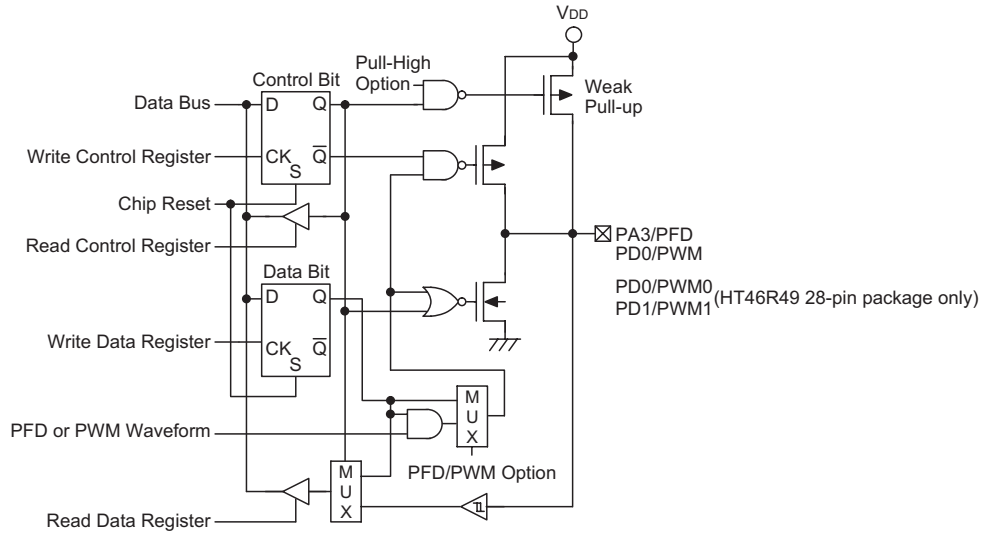 VDD
Pull-High
Option
Weak
Pull-up
Control Bit
Data Bus
D
Q
Write Control Register
CK
Q̅
S
Chip Reset
Read Control Register
PA3/PFD
PD0/PWM
PD0/PWM0
PD1/PWM1
(HT46R49 28-pin package only)
Data Bit
D
Q
Write Data Register
CK
Q̅
S
M
U
X
PFD or PWM Waveform
PFD/PWM Option
M
U
X
Read Data Register